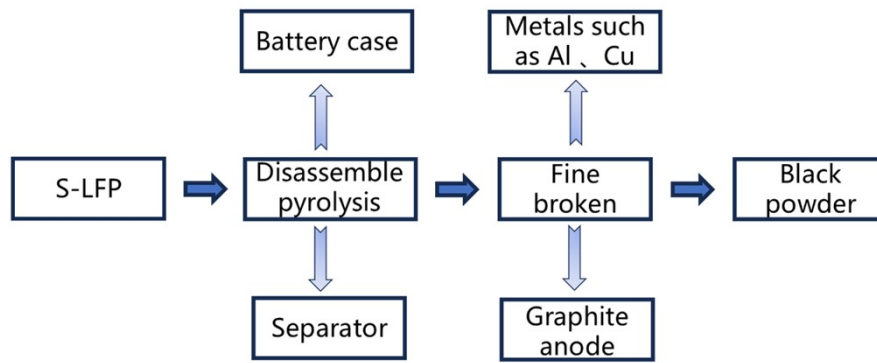 Battery case
Metals such
as Al 、 Cu
S-LFP
Disassemble
pyrolysis
Fine
broken
Black
powder
Separator
Graphite
anode